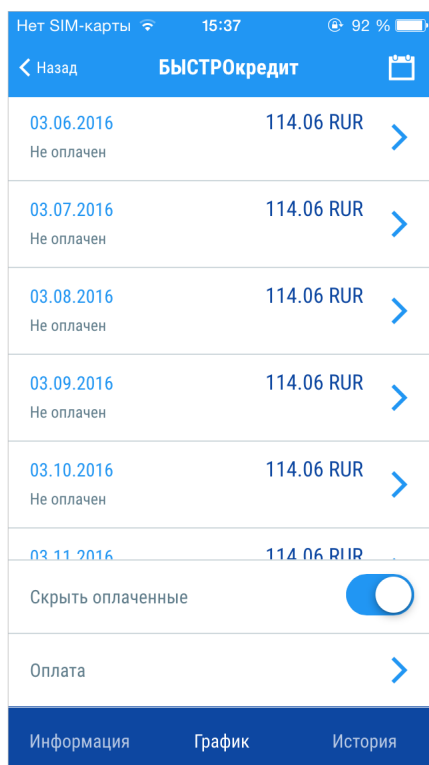 Нет SIM-карты 15:37 92 %
Назад БЫСТРОкредит
03.06.2016 114.06 RUR
Не оплачен
03.07.2016 114.06 RUR
Не оплачен
03.08.2016 114.06 RUR
Не оплачен
03.09.2016 114.06 RUR
Не оплачен
03.10.2016 114.06 RUR
Не оплачен
03.11.2016 114.06 RUR
Скрыть оплаченные
Оплата
Информация График История